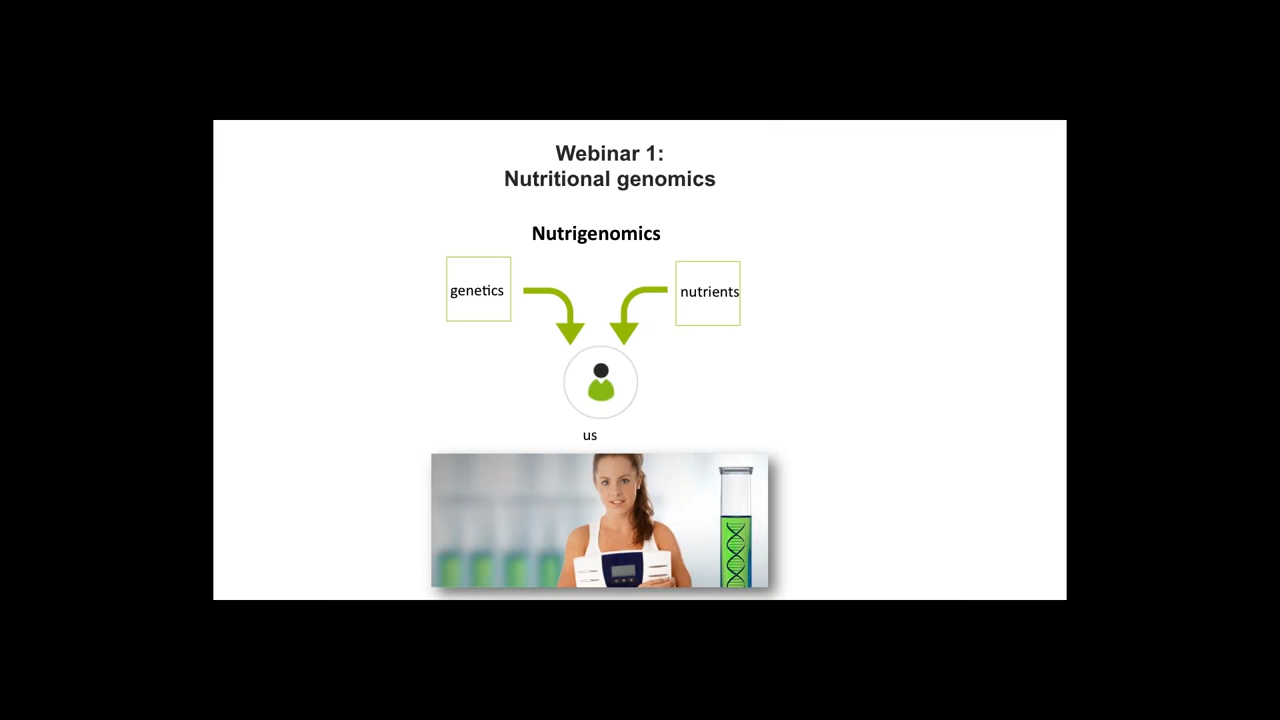 Webinar 1:
Nutritional genomics
Nutrigenomics
genetics
nutrients
us